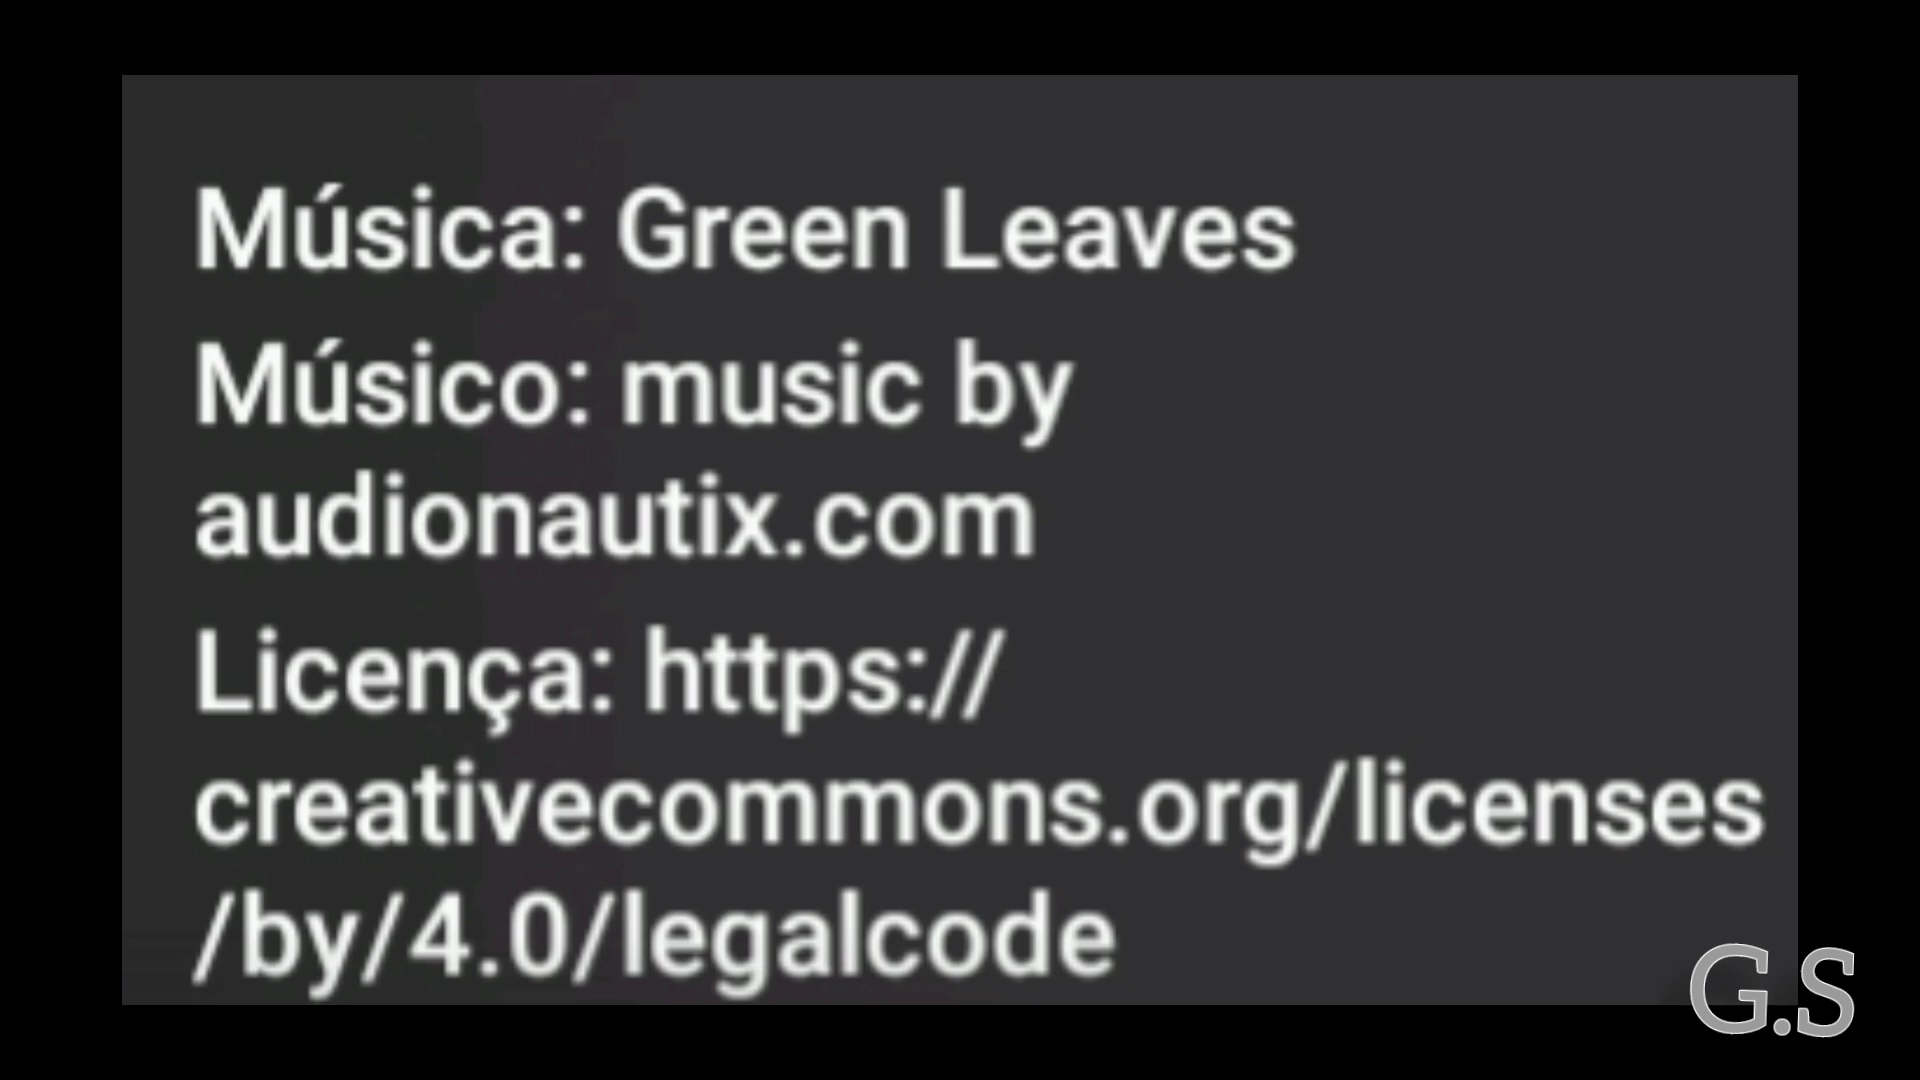 Música: Green Leaves
Músico: music by
audionautix.com
Licença: https://
creativecommons.org/licenses
/by/4.0/legalcode
G.S